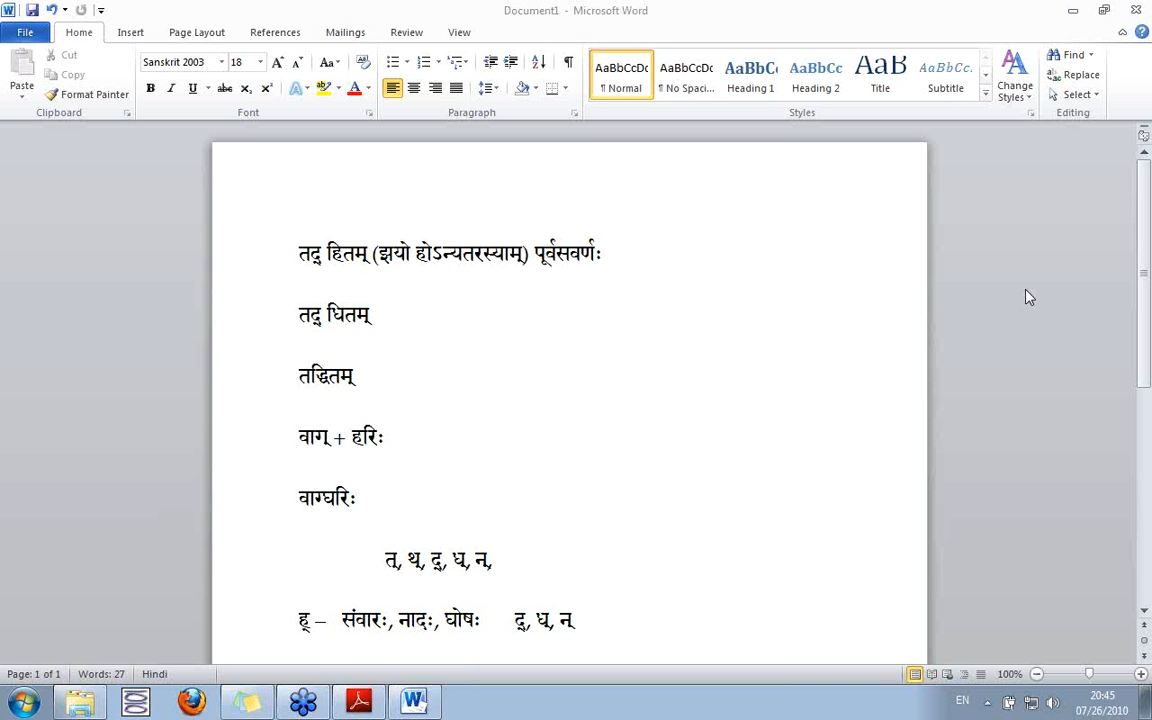 Document1 - Microsoft Word
File Home Insert Page Layout References Mailings Review View
Paste Cut Copy Format Painter Clipboard
Sanskrit 2003 18 Font
Paragraph
AaBbCcDc ¶ Normal AaBbCcDc ¶ No Spaci... AaBbCc Heading 1 AaBbCc Heading 2 AaB Title AaBbCc. Subtitle Change Styles Styles
Find Replace Select Editing
तद् हितम् (झयो होऽन्यतरस्याम्) पूर्वसवर्णः
तद् धितम्
तद्धितम्
वाग् + हरिः
वाग्घरिः
त्, थ्, द्, ध्, न्,
ह् – संवारः, नादः, घोषः द्, ध्, न्
Page: 1 of 1 Words: 27 Hindi 100%
EN 20:45
07/26/2010